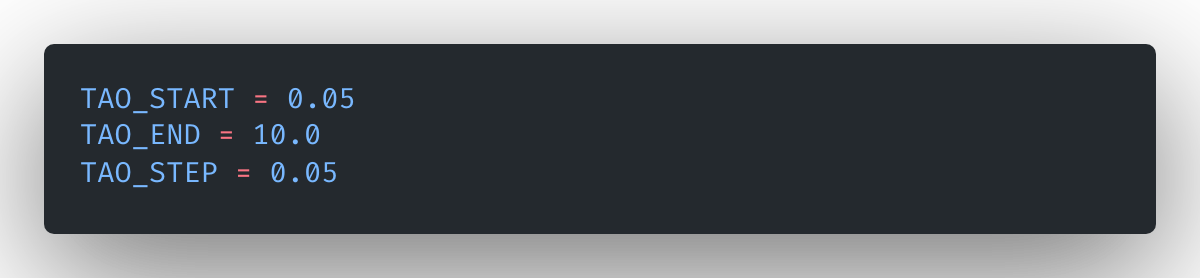 TAO_START = 0.05
TAO_END = 10.0
TAO_STEP = 0.05